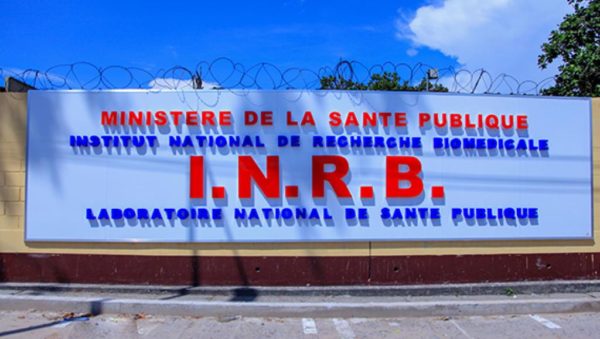 MINISTERE DE LA SANTE PUBLIQUE
INSTITUT NATIONAL DE RECHERCHE BIOMEDICALE
I.N.R.B.
LABORATOIRE NATIONAL DE SANTE PUBLIQUE